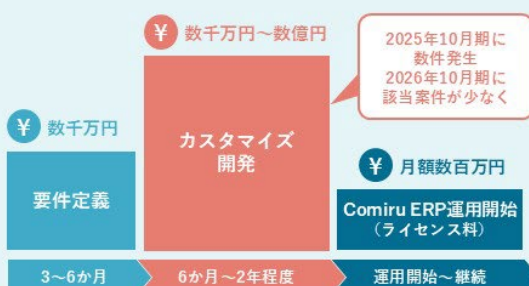 ¥ 数千万円～数億円
2025年10月期に
数件発生
2026年10月期に
該当案件が少なく
¥ 数千万円
カスタマイズ
開発
¥ 月額数百万円
要件定義
Comiru ERP運用開始
（ライセンス料）
3～6か月
6か月～2年程度
運用開始～継続